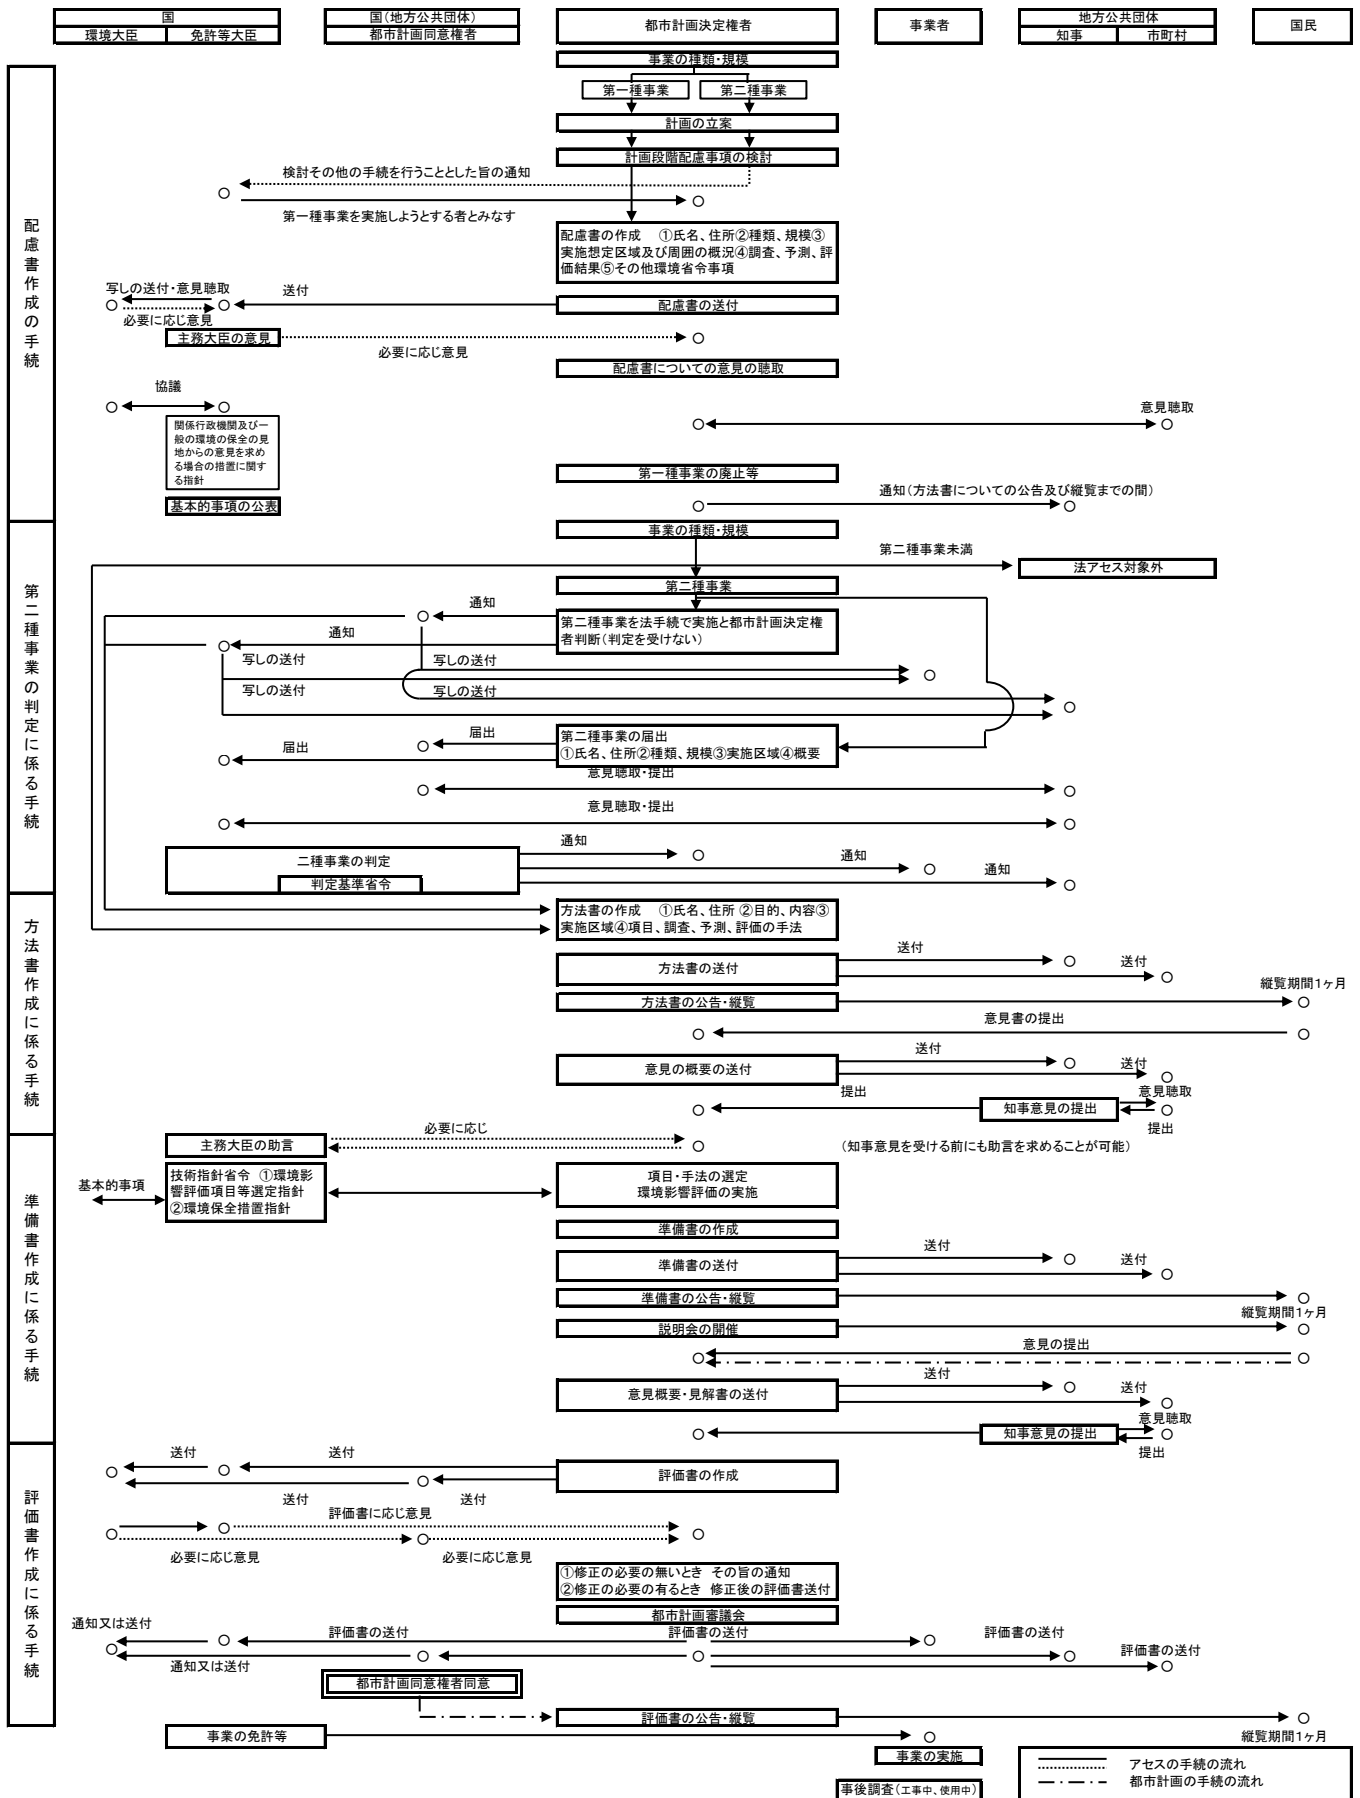 国
環境大臣 免許等大臣
国(地方公共団体)
都市計画同意権者
都市計画決定権者
事業者
地方公共団体
知事 市町村
国民
配慮書作成の手続
事業の種類・規模
第一種事業 第二種事業
計画の立案
計画段階配慮事項の検討
検討その他の手続を行うこととした旨の通知
第一種事業を実施しようとする者とみなす
配慮書の作成 ①氏名、住所②種類、規模③
実施想定区域及び周囲の概況④調査、予測、評
価結果⑤その他環境省令事項
写しの送付・意見聴取
送付
配慮書の送付
必要に応じ意見
主務大臣の意見
必要に応じ意見
配慮書についての意見の聴取
協議
意見聴取
関係行政機関及び一
般の環境の保全の見
地からの意見を求め
る場合の措置に関す
る指針
第一種事業の廃止等
通知(方法書についての公告及び縦覧までの間)
基本的事項の公表
第二種事業の判定に係る手続
事業の種類・規模
第二種事業未満
法アセス対象外
第二種事業
通知
第二種事業を法手続で実施と都市計画決定権
者判断(判定を受けない)
通知
写しの送付
写しの送付
写しの送付
写しの送付
第二種事業の届出
①氏名、住所②種類、規模③実施区域④概要
届出
届出
意見聴取・提出
意見聴取・提出
二種事業の判定
判定基準省令
通知
通知
通知
方法書作成に係る手続
方法書の作成 ①氏名、住所 ②目的、内容③
実施区域④項目、調査、予測、評価の手法
方法書の送付
送付
送付
方法書の公告・縦覧
縦覧期間1ヶ月
意見書の提出
意見の概要の送付
送付
送付
提出
知事意見の提出
意見聴取
提出
準備書作成に係る手続
主務大臣の助言
必要に応じ
(知事意見を受ける前にも助言を求めることが可能)
基本的事項
技術指針省令 ①環境影
響評価項目等選定指針
②環境保全措置指針
項目・手法の選定
環境影響評価の実施
準備書の作成
準備書の送付
送付
送付
準備書の公告・縦覧
縦覧期間1ヶ月
説明会の開催
意見の提出
意見概要・見解書の送付
送付
送付
知事意見の提出
意見聴取
提出
評価書作成に係る手続
送付
送付
評価書の作成
送付
送付
評価書に応じ意見
必要に応じ意見
必要に応じ意見
①修正の必要の無いとき その旨の通知
②修正の必要の有るとき 修正後の評価書送付
都市計画審議会
通知又は送付
評価書の送付
評価書の送付
評価書の送付
評価書の送付
通知又は送付
都市計画同意権者同意
評価書の公告・縦覧
縦覧期間1ヶ月
事業の免許等
事業の実施
事後調査(工事中、使用中)
アセスの手続の流れ
都市計画の手続の流れ